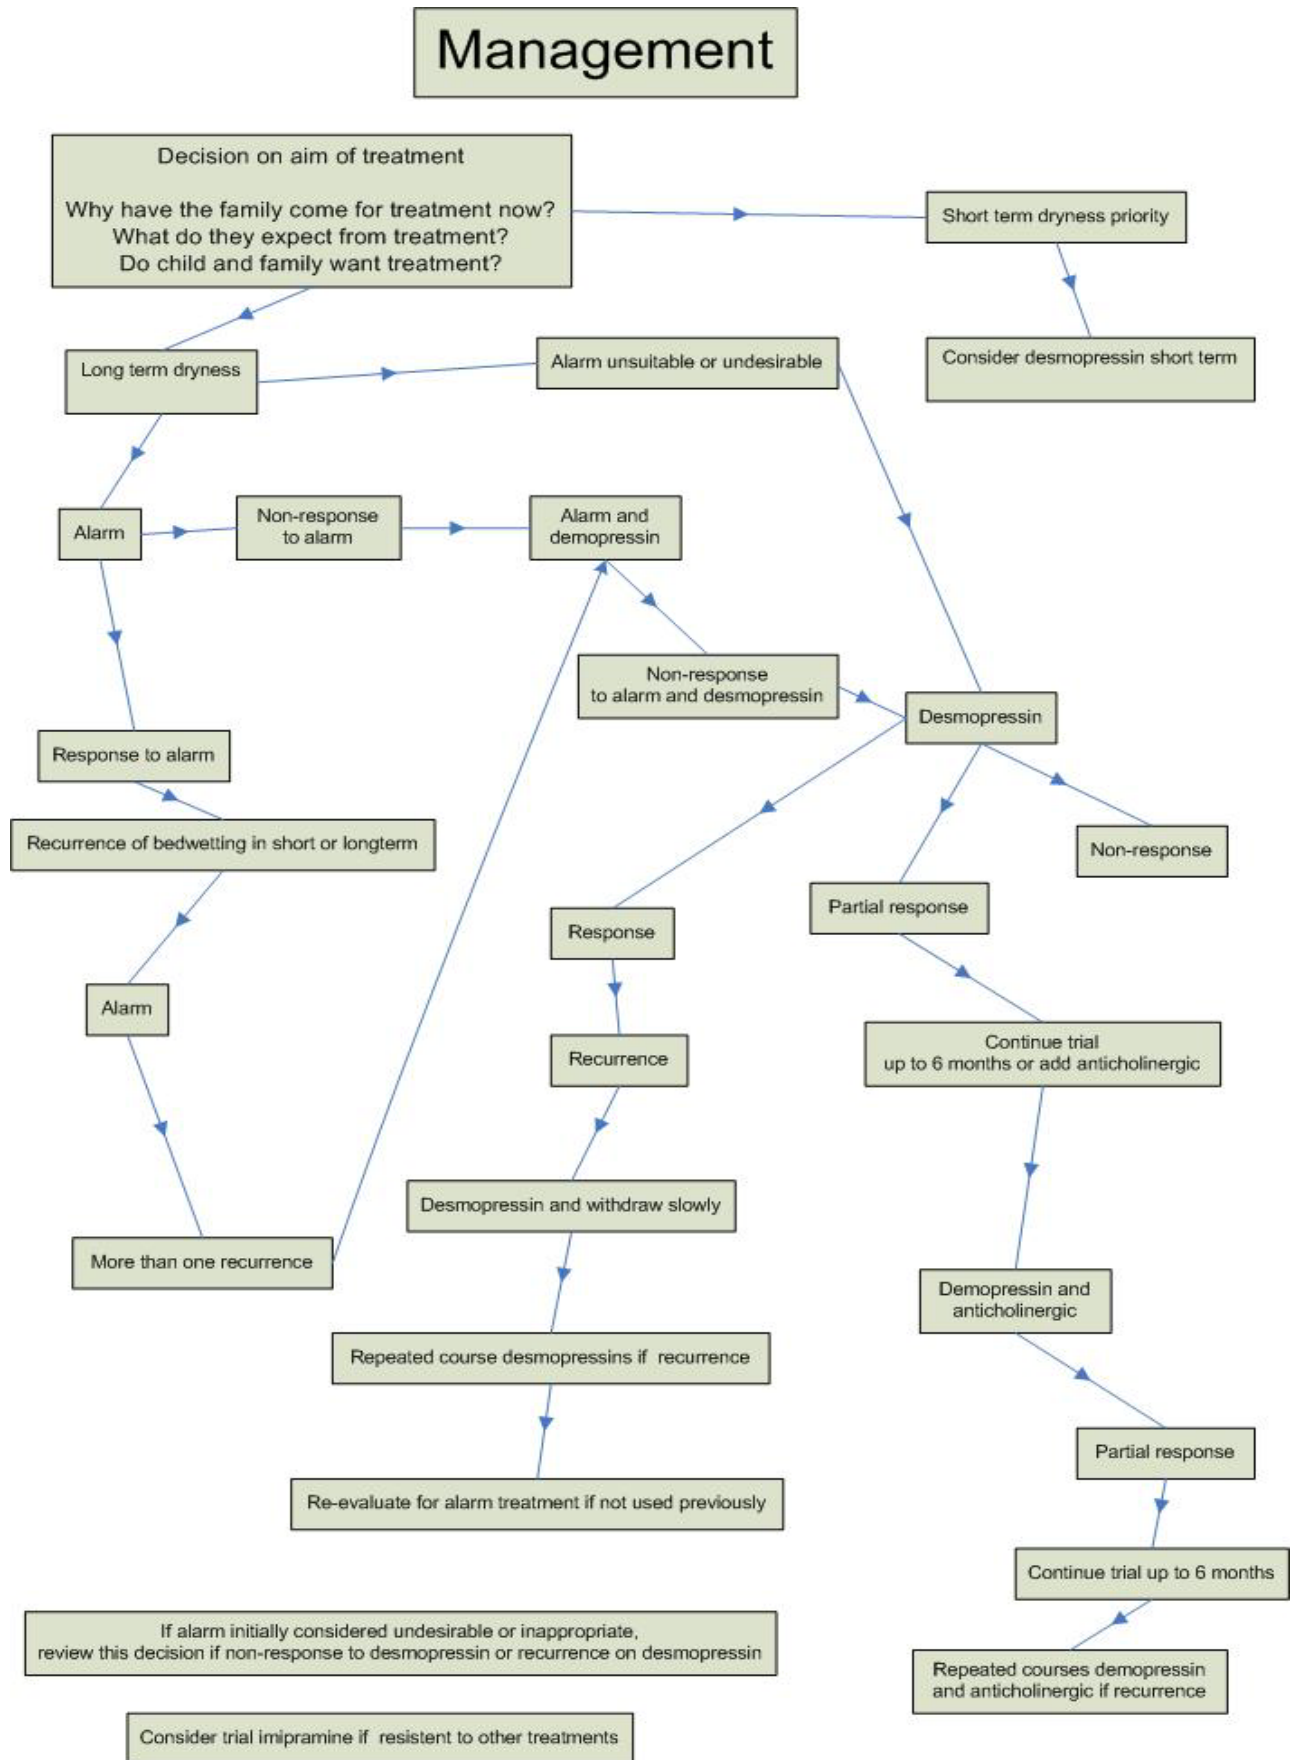 Management
Decision on aim of treatment
Why have the family come for treatment now?
What do they expect from treatment?
Do child and family want treatment?
Short term dryness priority
Long term dryness
Alarm unsuitable or undesirable
Consider desmopressin short term
Alarm
Non-response
to alarm
Alarm and
demopressin
Non-response
to alarm and desmopressin
Desmopressin
Response to alarm
Recurrence of bedwetting in short or longterm
Non-response
Partial response
Response
Alarm
Continue trial
up to 6 months or add anticholinergic
Recurrence
Desmopressin and withdraw slowly
More than one recurrence
Demopressin and
anticholinergic
Repeated course desmopressins if recurrence
Partial response
Re-evaluate for alarm treatment if not used previously
Continue trial up to 6 months
If alarm initially considered undesirable or inappropriate,
review this decision if non-response to desmopressin or recurrence on desmopressin
Repeated courses demopressin
and anticholinergic if recurrence
Consider trial imipramine if resistent to other treatments